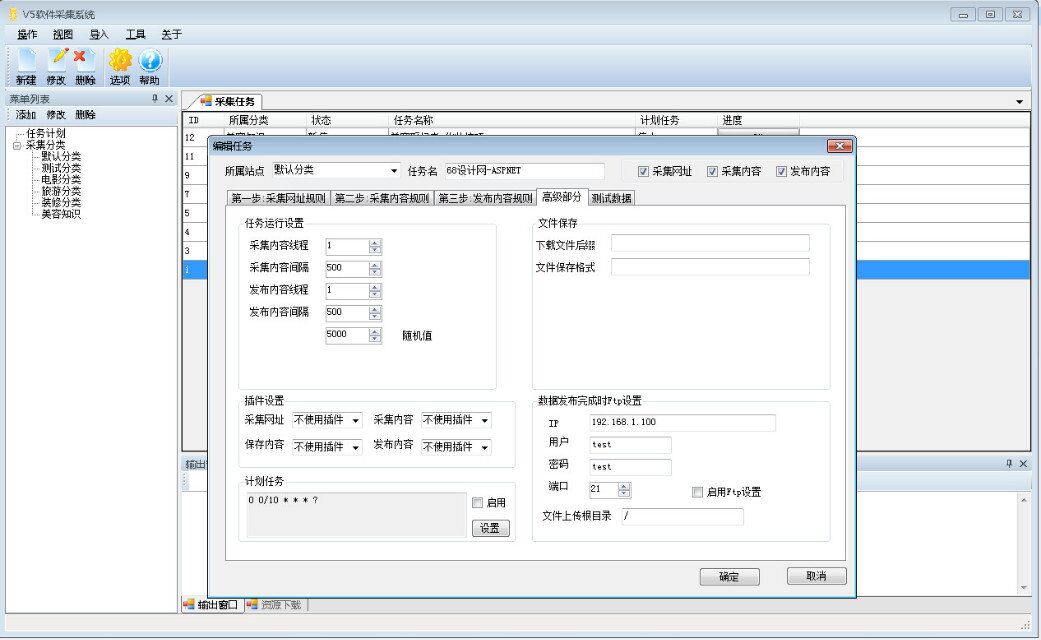 V5软件采集系统
操作 视图 导入 工具 关于
新建 修改 删除 选项 帮助
菜单列表
添加 修改 删除
任务计划
采集分类
默认分类
测试分类
电影分类
旅游分类
装修分类
美容知识
采集任务
ID 所属分类 状态 任务名称 计划任务 进度
12
11
9
7
5
4
3
1
编辑任务
所属站点 默认分类 任务名 68设计网-ASPNET 采集网址 采集内容 发布内容
第一步:采集网址规则 第二步:采集内容规则 第三步:发布内容规则 高级部分 测试数据
任务运行设置
采集内容线程 1
采集内容间隔 500
发布内容线程 1
发布内容间隔 500
5000 随机值
文件保存
下载文件后缀
文件保存格式
插件设置
采集网址 不使用插件 采集内容 不使用插件
保存内容 不使用插件 发布内容 不使用插件
计划任务
0 0/10 * * * ?
启用
设置
数据发布完成时Ftp设置
IP 192.168.1.100
用户 test
密码 test
端口 21 启用Ftp设置
文件上传根目录 /
确定 取消
输出窗口 资源下载